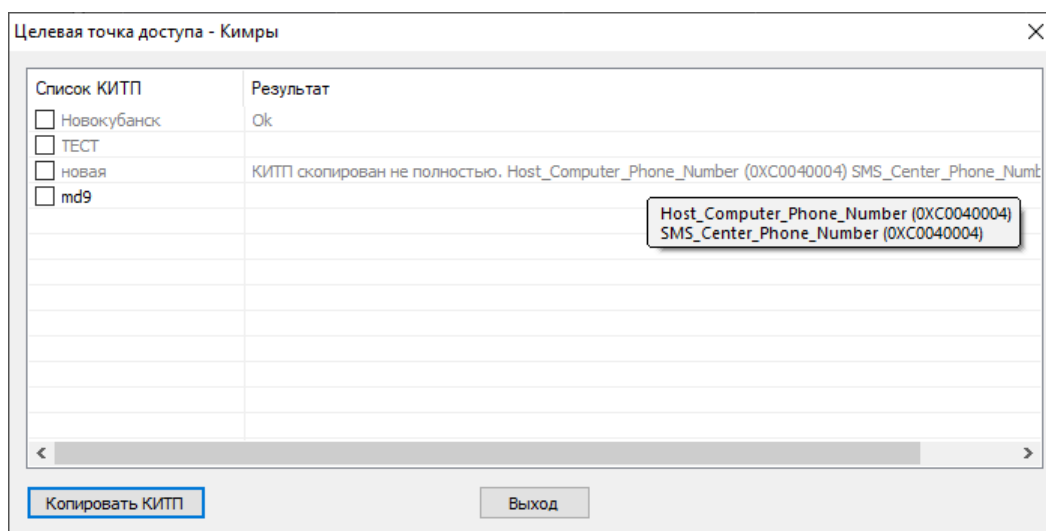 Целевая точка доступа - Кимры
Список КИТП Результат
Новокубанск Ok
ТЕСТ
новая КИТП скопирован не полностью. Host_Computer_Phone_Number (0XC0040004) SMS_Center_Phone_Numb
md9
Host_Computer_Phone_Number (0XC0040004)
SMS_Center_Phone_Number (0XC0040004)
Копировать КИТП Выход